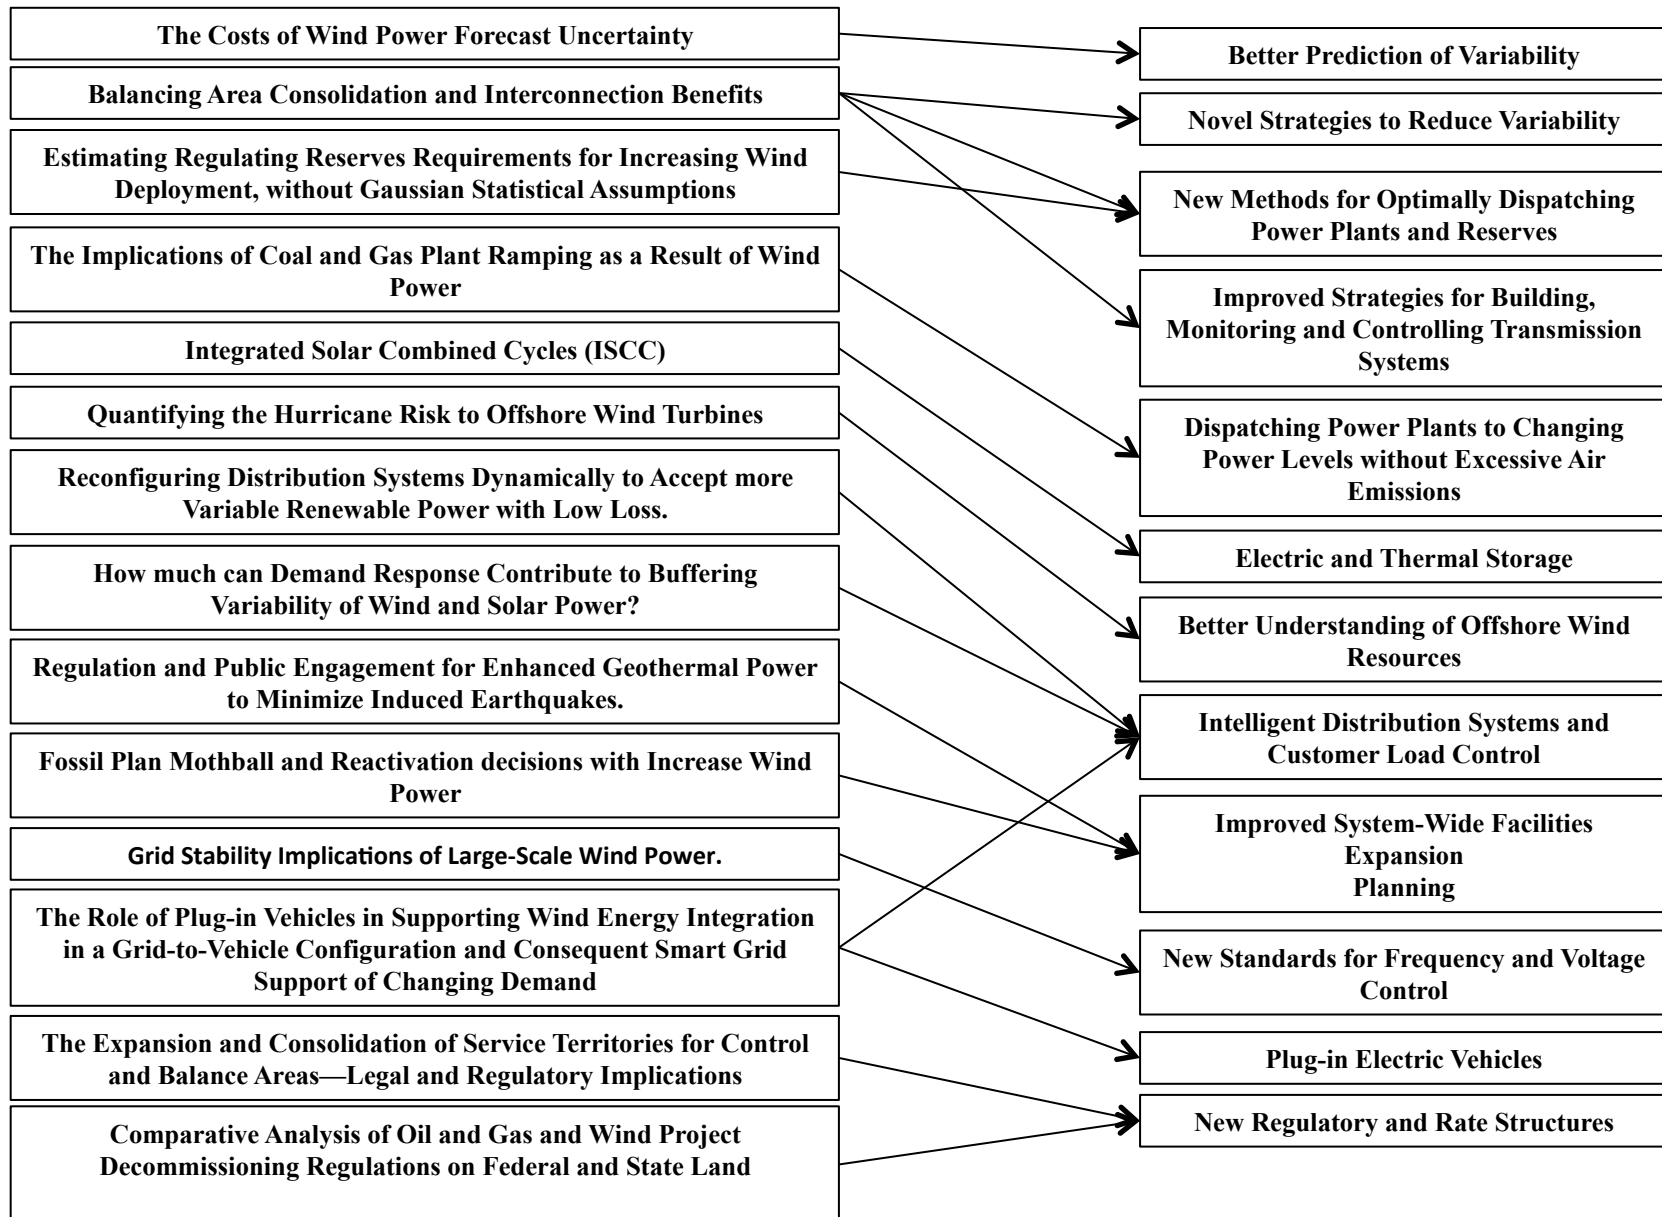 The Costs of Wind Power Forecast Uncertainty
Balancing Area Consolidation and Interconnection Benefits
Estimating Regulating Reserves Requirements for Increasing Wind
Deployment, without Gaussian Statistical Assumptions
The Implications of Coal and Gas Plant Ramping as a Result of Wind
Power
Integrated Solar Combined Cycles (ISCC)
Quantifying the Hurricane Risk to Offshore Wind Turbines
Reconfiguring Distribution Systems Dynamically to Accept more
Variable Renewable Power with Low Loss.
How much can Demand Response Contribute to Buffering
Variability of Wind and Solar Power?
Regulation and Public Engagement for Enhanced Geothermal Power
to Minimize Induced Earthquakes.
Fossil Plan Mothball and Reactivation decisions with Increase Wind
Power
Grid Stability Implications of Large-Scale Wind Power.
The Role of Plug-in Vehicles in Supporting Wind Energy Integration
in a Grid-to-Vehicle Configuration and Consequent Smart Grid
Support of Changing Demand
The Expansion and Consolidation of Service Territories for Control
and Balance Areas—Legal and Regulatory Implications
Comparative Analysis of Oil and Gas and Wind Project
Decommissioning Regulations on Federal and State Land
Better Prediction of Variability
Novel Strategies to Reduce Variability
New Methods for Optimally Dispatching
Power Plants and Reserves
Improved Strategies for Building,
Monitoring and Controlling Transmission
Systems
Dispatching Power Plants to Changing
Power Levels without Excessive Air
Emissions
Electric and Thermal Storage
Better Understanding of Offshore Wind
Resources
Intelligent Distribution Systems and
Customer Load Control
Improved System-Wide Facilities
Expansion
Planning
New Standards for Frequency and Voltage
Control
Plug-in Electric Vehicles
New Regulatory and Rate Structures